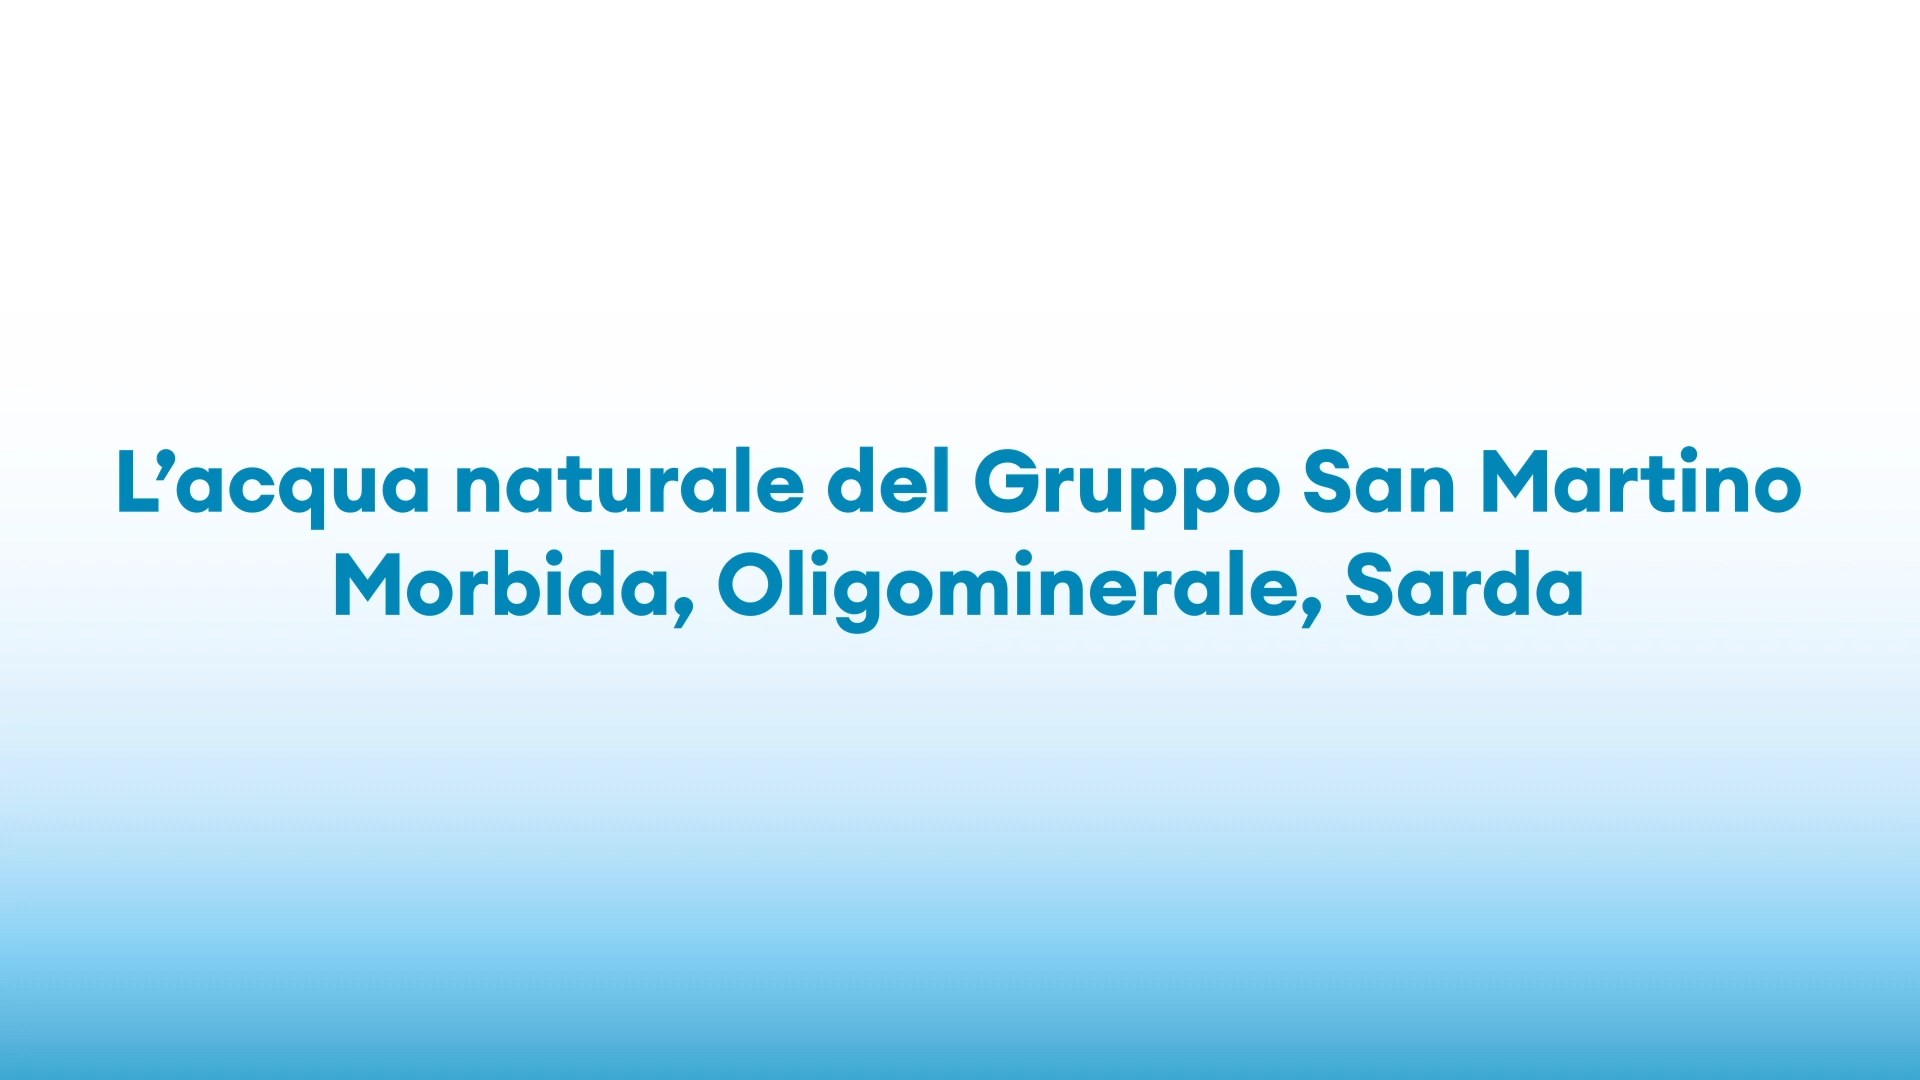 L’acqua naturale del Gruppo San Martino
Morbida, Oligominerale, Sarda